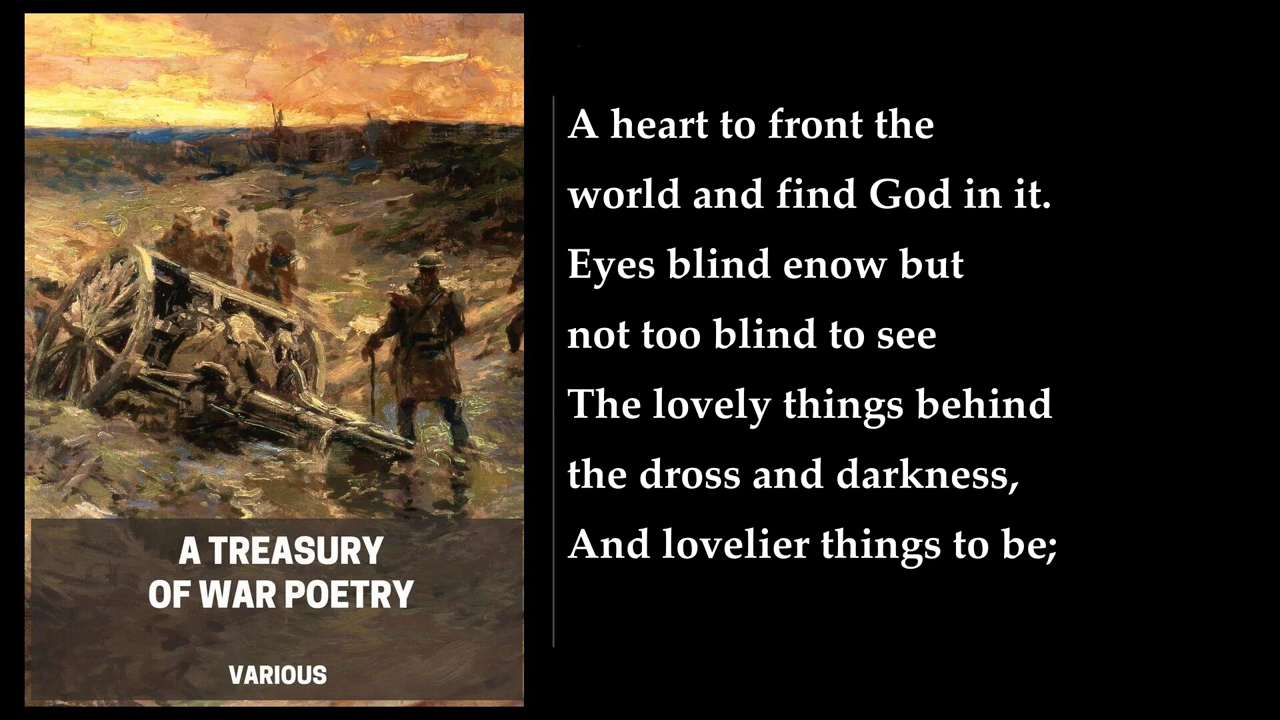 A TREASURY
OF WAR POETRY
VARIOUS
A heart to front the
world and find God in it.
Eyes blind enow but
not too blind to see
The lovely things behind
the dross and darkness,
And lovelier things to be;